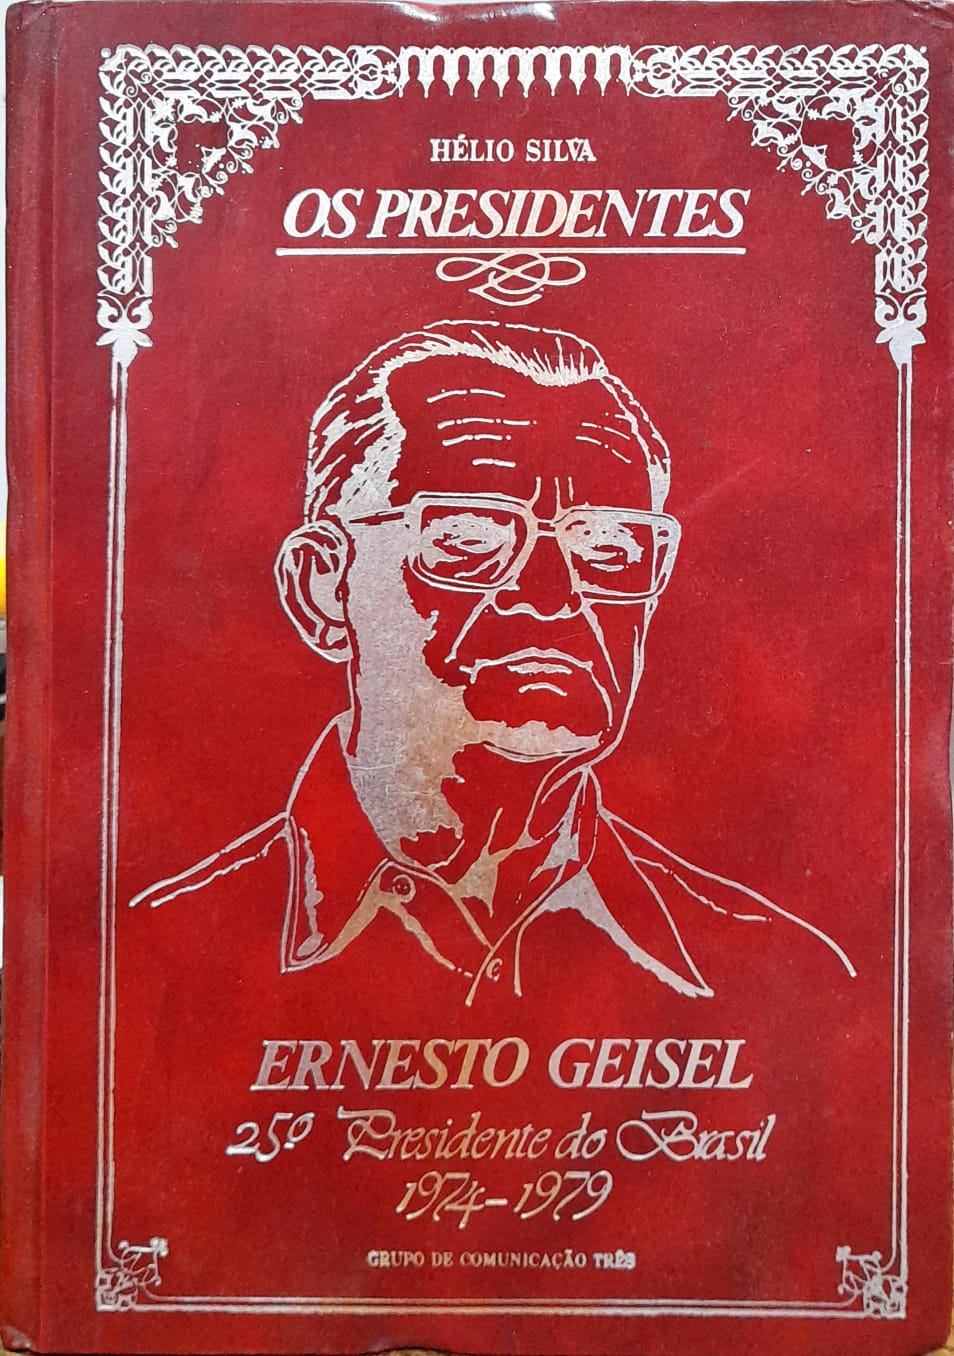 HÉLIO SILVA
OS PRESIDENTES
ERNESTO GEISEL
25º Presidente do Brasil
1974-1979
GRUPO DE COMUNICAÇÃO TRÊS